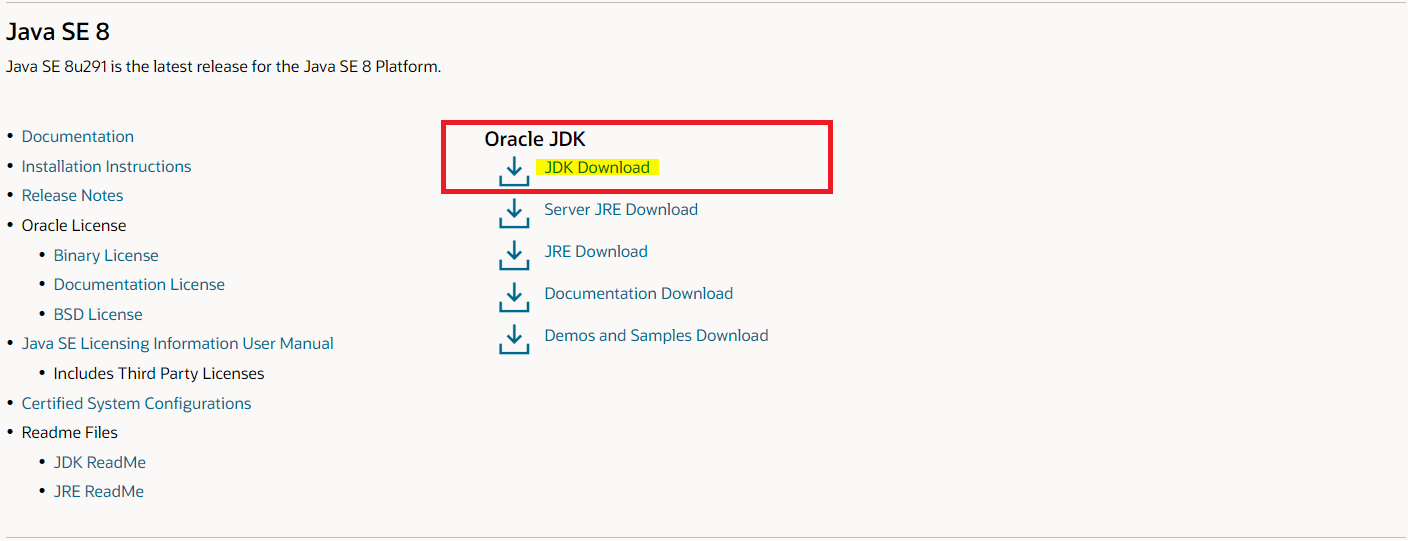 Java SE 8
Java SE 8u291 is the latest release for the Java SE 8 Platform.
Documentation
Installation Instructions
Release Notes
Oracle License
Binary License
Documentation License
BSD License
Java SE Licensing Information User Manual
Includes Third Party Licenses
Certified System Configurations
Readme Files
JDK ReadMe
JRE ReadMe
Oracle JDK
JDK Download
Server JRE Download
JRE Download
Documentation Download
Demos and Samples Download